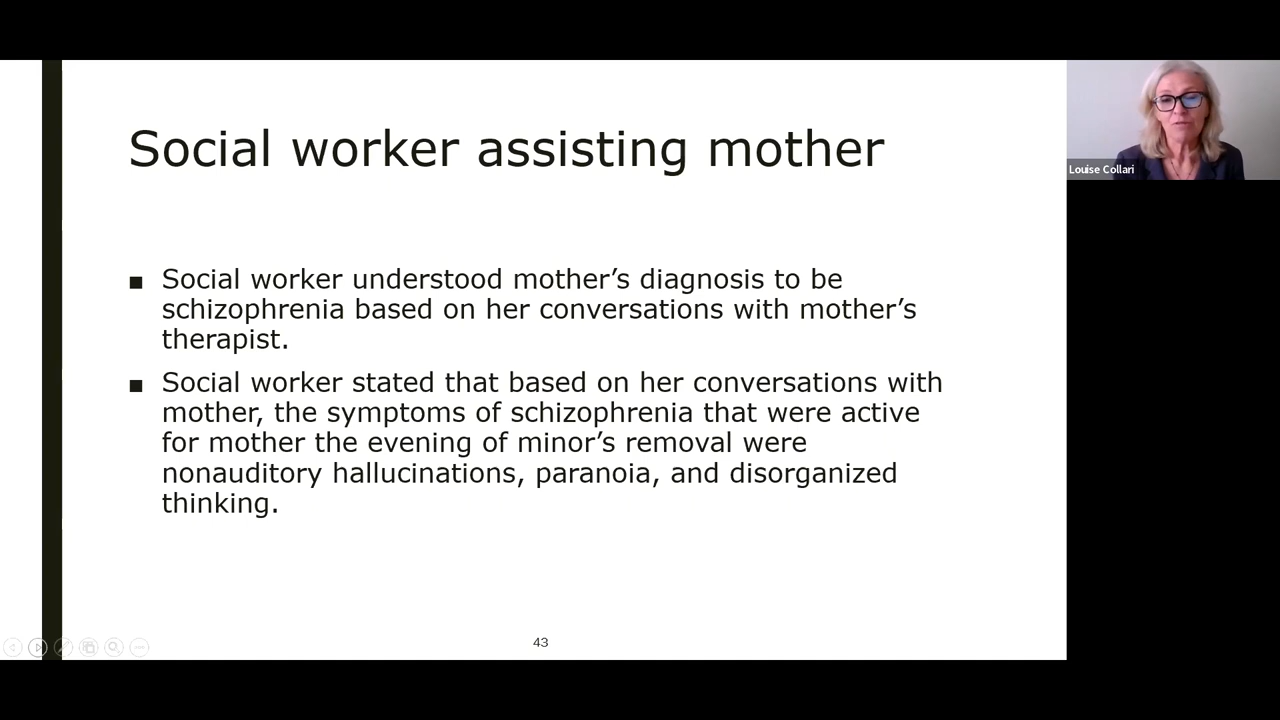 Social worker assisting mother
Louise Collari
■ Social worker understood mother’s diagnosis to be
schizophrenia based on her conversations with mother’s
therapist.
■ Social worker stated that based on her conversations with
mother, the symptoms of schizophrenia that were active
for mother the evening of minor’s removal were
nonauditory hallucinations, paranoia, and disorganized
thinking.
43